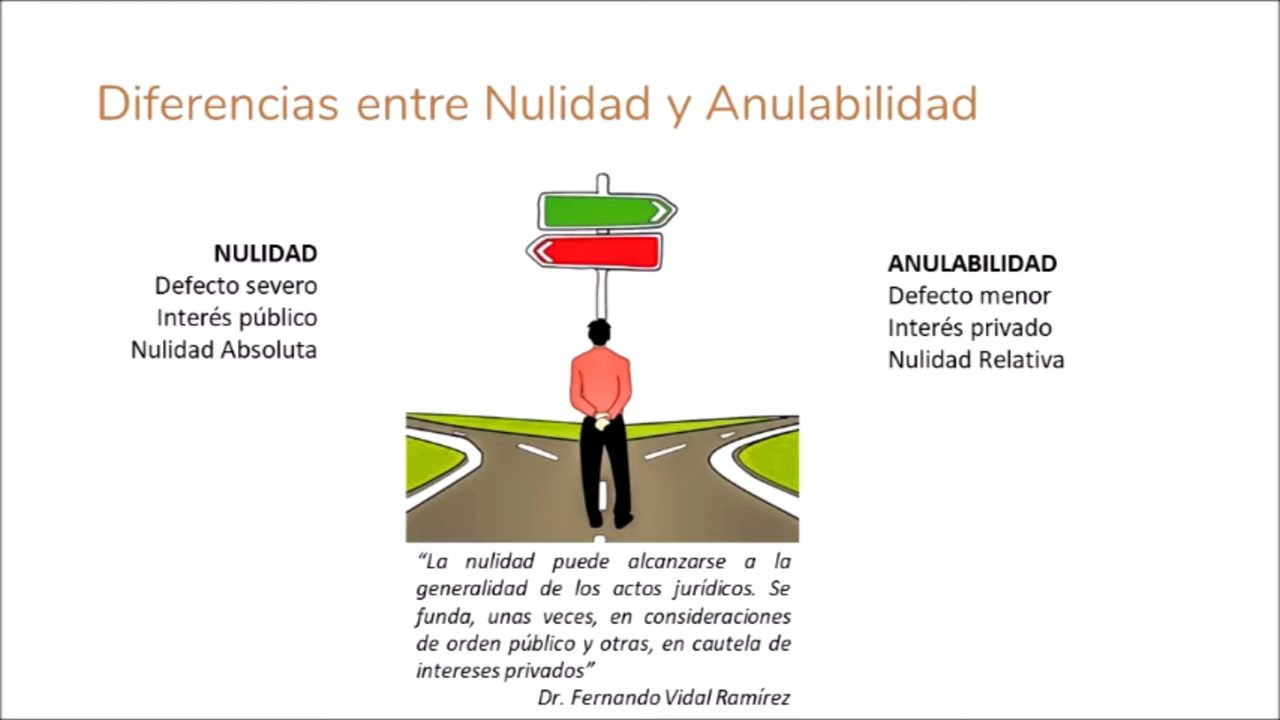 Diferencias entre Nulidad y Anulabilidad
NULIDAD
Defecto severo
Interés público
Nulidad Absoluta
ANULABILIDAD
Defecto menor
Interés privado
Nulidad Relativa
“La nulidad puede alcanzarse a la
generalidad de los actos jurídicos. Se
funda, unas veces, en consideraciones
de orden público y otras, en cautela de
intereses privados”
Dr. Fernando Vidal Ramírez